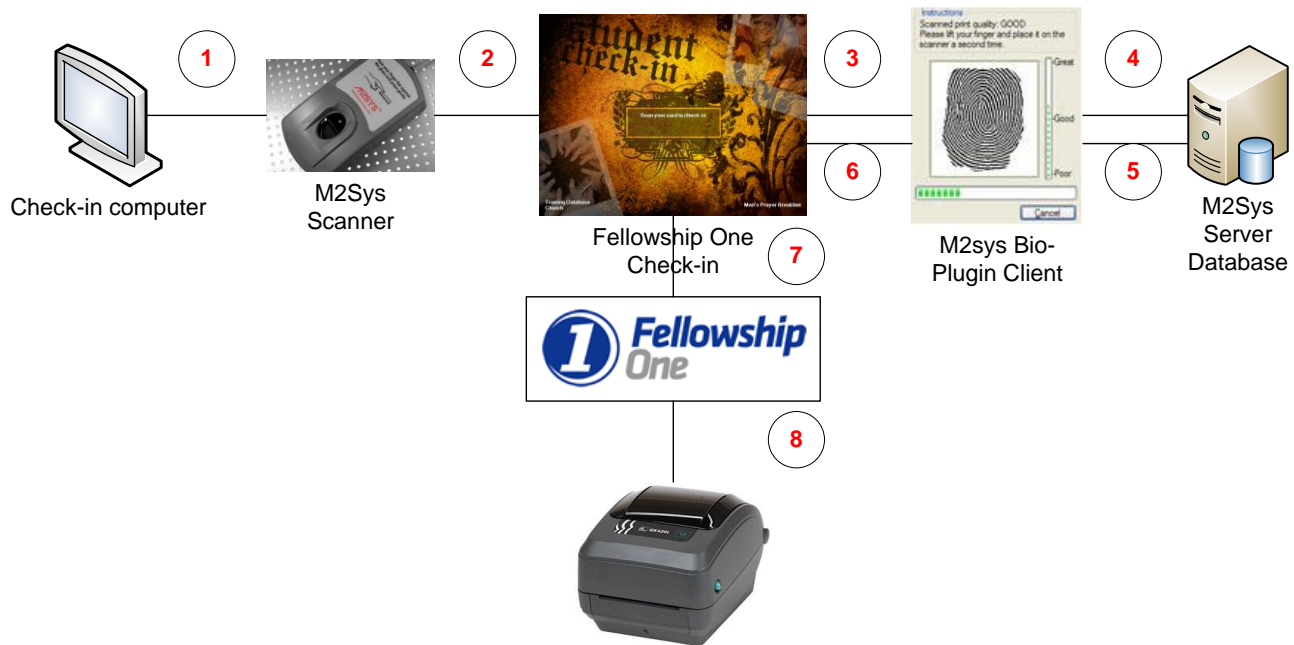 1
2
3
4
5
6
7
8
Check-in computer
M2SYS
M2Sys
Scanner
student
check-in
Scan your card to check-in
Training Database
Church
Men's Prayer Breakfast
Fellowship One
Check-in
Instructions
Scanned print quality: GOOD
Please lift your finger and place it on the
scanner a second time.
Great
Good
Poor
Cancel
M2sys Bio-
Plugin Client
M2Sys
Server
Database
1 Fellowship
One